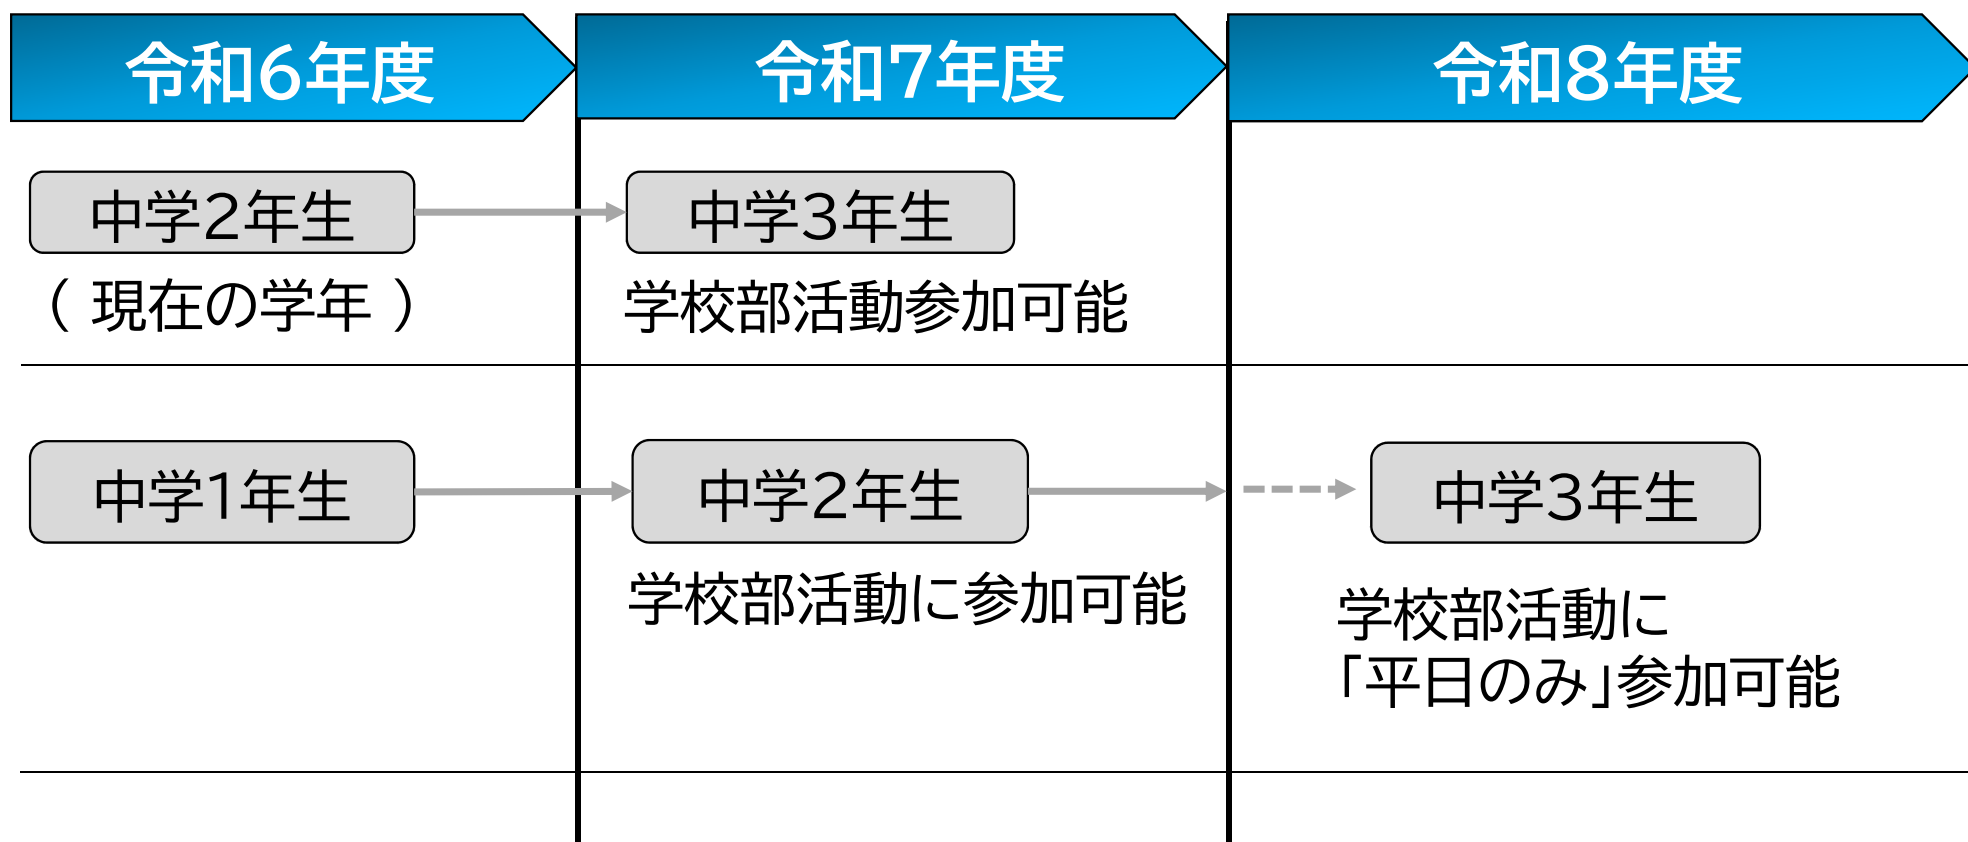 令和6年度
令和7年度
令和8年度
中学2年生
中学3年生
（ 現在の学年 ）
学校部活動参加可能
中学1年生
中学2年生
中学3年生
学校部活動に参加可能
学校部活動に
「平日のみ」参加可能